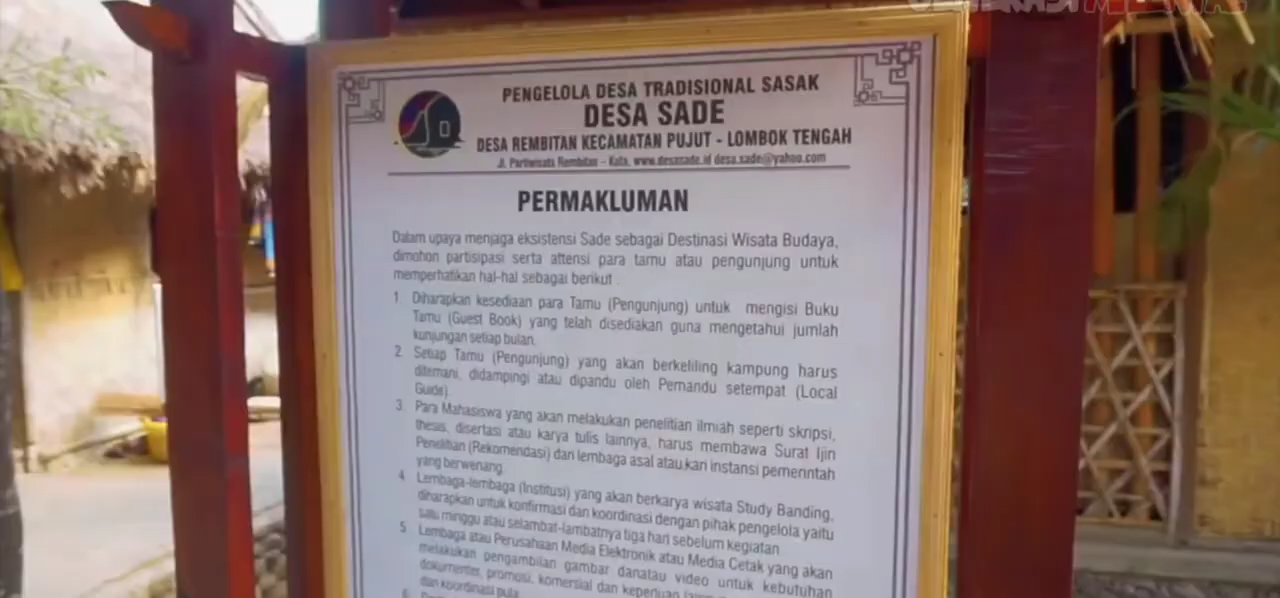 PENGELOLA DESA TRADISIONAL SASAK
DESA SADE
DESA REMBITAN KECAMATAN PUJUT - LOMBOK TENGAH
Jl. Pariwisata Rembitan - Kuta, www.desasade.id desa.sade@yahoo.com
PERMAKLUMAN
Dalam upaya menjaga eksistensi Sade sebagai Destinasi Wisata Budaya,
dimohon partisipasi serta attensi para tamu atau pengunjung untuk
memperhatikan hal-hal sebagai berikut :
1. Diharapkan kesediaan para Tamu (Pengunjung) untuk mengisi Buku
Tamu (Guest Book) yang telah disediakan guna mengetahui jumlah
kunjungan setiap bulan.
2. Setiap Tamu (Pengunjung) yang akan berkeliling kampung harus
ditemani, didampingi atau dipandu oleh Pemandu setempat (Local
Guide).
3. Para Mahasiswa yang akan melakukan penelitian ilmiah seperti skripsi,
thesis, disertasi atau karya tulis lainnya, harus membawa Surat Ijin
Penelitian (Rekomendasi) dari lembaga asal atau kan instansi pemerintah
yang berwenang.
4. Lembaga-lembaga (Institusi) yang akan berkarya wisata Study Banding,
diharapkan untuk konfirmasi dan koordinasi dengan pihak pengelola yaitu
satu minggu atau selambat-lambatnya tiga hari sebelum kegiatan.
5. Lembaga atau Perusahaan Media Elektronik atau Media Cetak yang akan
melakukan pengambilan gambar danatau video untuk kebutuhan
dokumenter, promosi, komersial dan keperluan
dan koordinasi pula.
6.